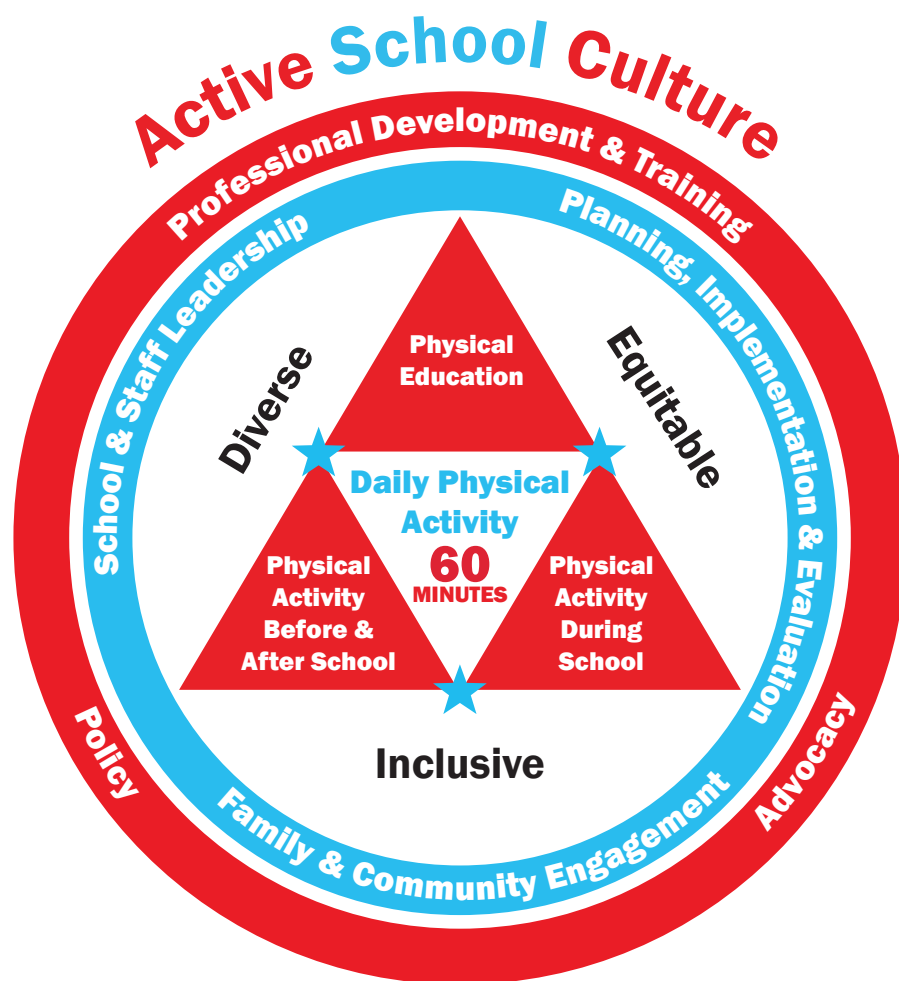 Active School Culture
Professional Development & Training
School & Staff Leadership
Planning, Implementation & Evaluation
Diverse
Equitable
Physical
Education
Daily Physical
Activity
60
MINUTES
Physical
Activity
Before &
After School
Physical
Activity
During
School
Inclusive
Policy
Advocacy
Family & Community Engagement